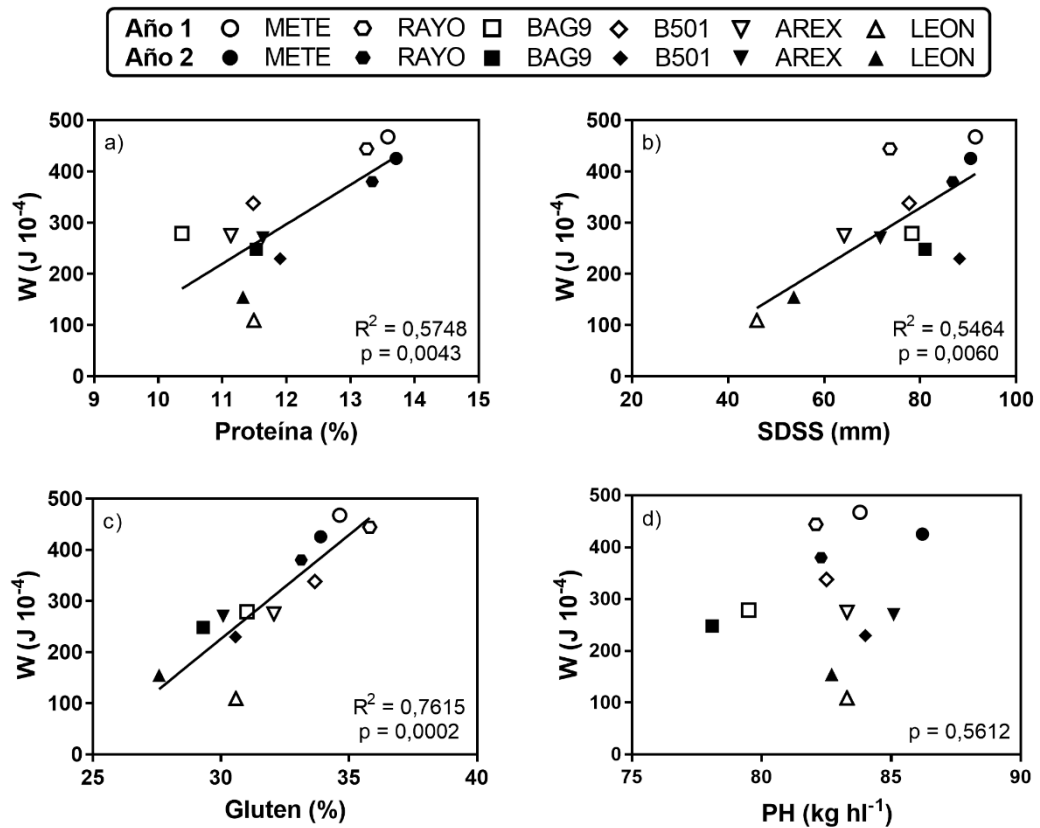 Año 1 METE RAYO BAG9 B501 AREX LEON
Año 2 METE RAYO BAG9 B501 AREX LEON
a)
W (J 10⁻⁴)
500
400
300
200
100
0
R² = 0,5748
p = 0,0043
9 10 11 12 13 14 15
Proteína (%)
b)
W (J 10⁻⁴)
500
400
300
200
100
0
R² = 0,5464
p = 0,0060
20 40 60 80 100
SDSS (mm)
c)
W (J 10⁻⁴)
500
400
300
200
100
0
R² = 0,7615
p = 0,0002
25 30 35 40
Gluten (%)
d)
W (J 10⁻⁴)
500
400
300
200
100
0
p = 0,5612
75 80 85 90
PH (kg hl⁻¹)